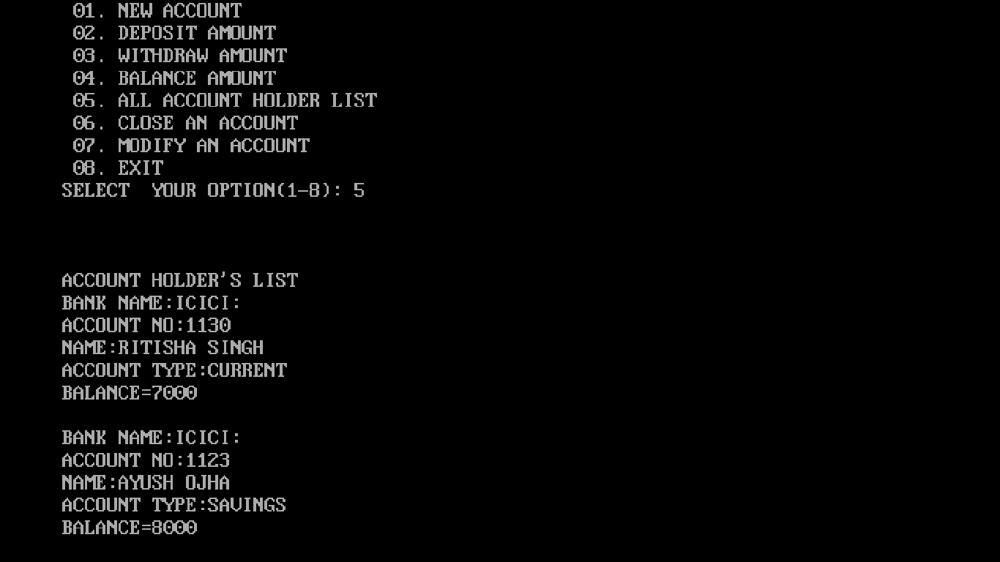 01. NEW ACCOUNT
02. DEPOSIT AMOUNT
03. WITHDRAW AMOUNT
04. BALANCE AMOUNT
05. ALL ACCOUNT HOLDER LIST
06. CLOSE AN ACCOUNT
07. MODIFY AN ACCOUNT
08. EXIT
SELECT  YOUR OPTION(1-8): 5
ACCOUNT HOLDER'S LIST
BANK NAME:ICICI:
ACCOUNT NO:1130
NAME:RITISHA SINGH
ACCOUNT TYPE:CURRENT
BALANCE=7000
BANK NAME:ICICI:
ACCOUNT NO:1123
NAME:AYUSH OJHA
ACCOUNT TYPE:SAVINGS
BALANCE=8000